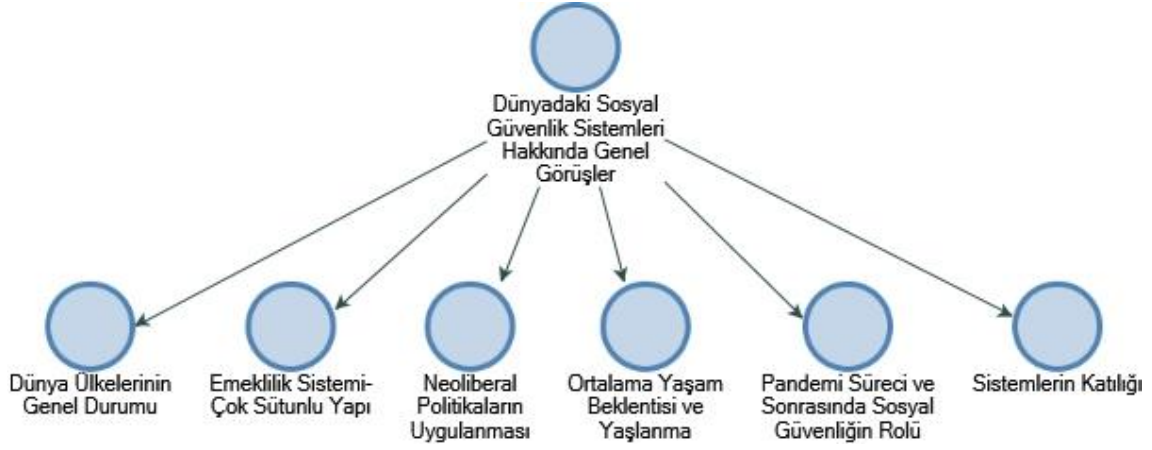 Dünyadaki Sosyal
Güvenlik Sistemleri
Hakkında Genel
Görüşler
Dünya Ülkelerinin
Genel Durumu
Emeklilik Sistemi-
Çok Sütunlu Yapı
Neoliberal
Politikaların
Uygulanması
Ortalama Yaşam
Beklentisi ve
Yaşlanma
Pandemi Süreci ve
Sonrasında Sosyal
Güvenliğin Rolü
Sistemlerin Katılığı